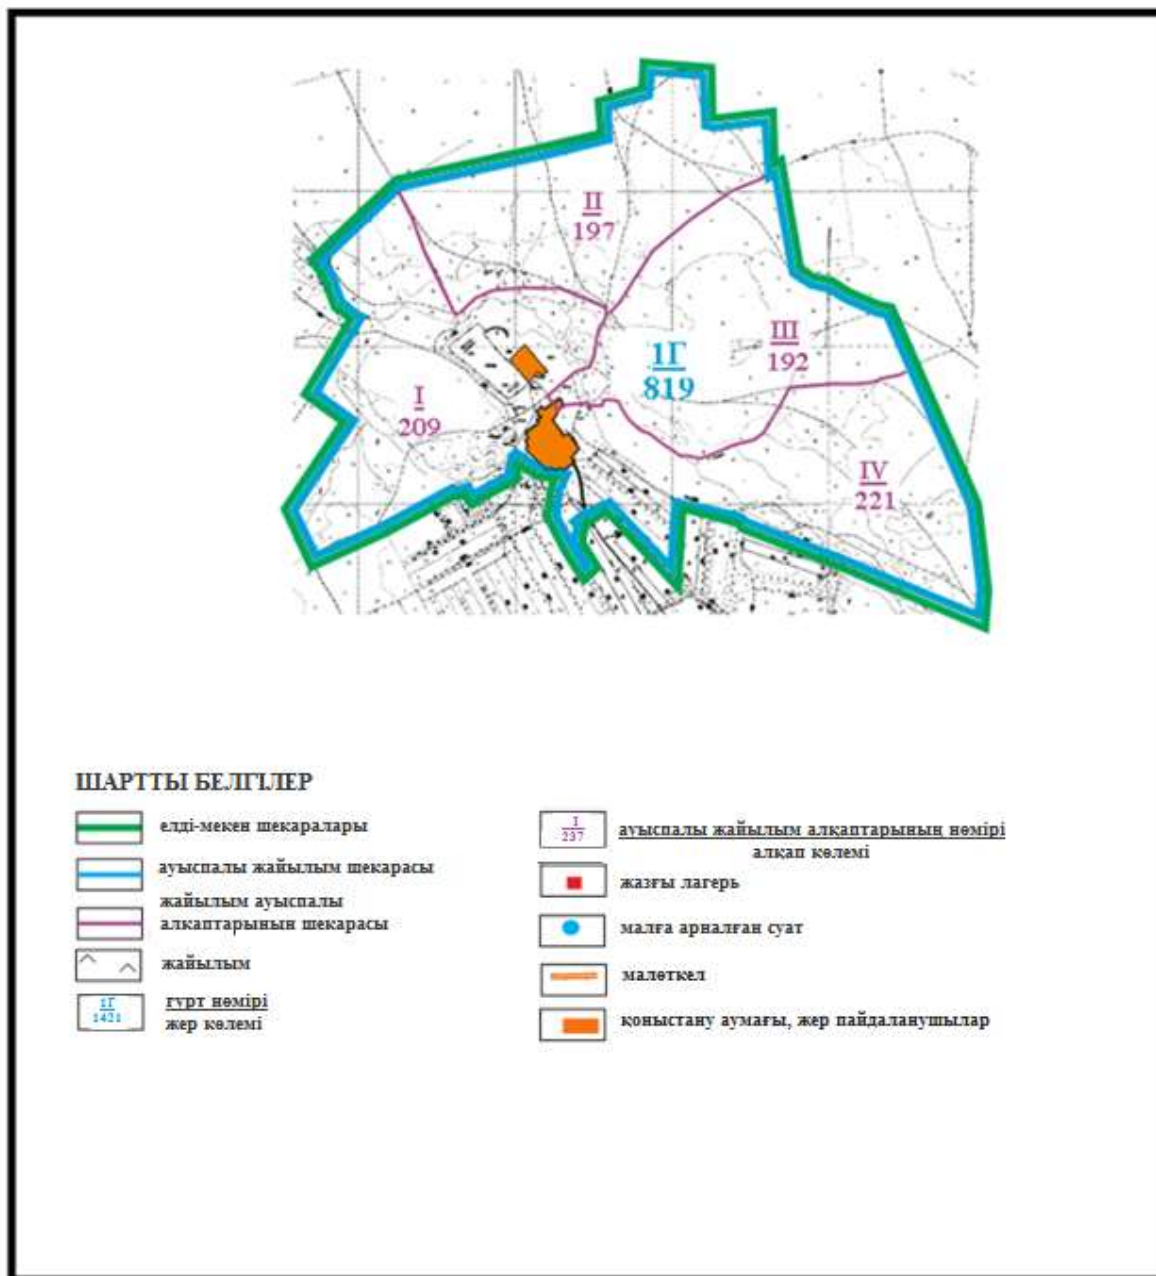 II
197
1Г
819
III
192
I
209
IV
221
ШАРТТЫ БЕЛГІЛЕР
елді-мекен шекаралары
ауыспалы жайылым шекарасы
жайылым ауыспалы
алқаптарының шекарасы
жайылым
1Г
1421
гурт нөмірі
жер көлемі
I
237
ауыспалы жайылым алқаптарының нөмірі
алқап көлемі
жазғы лагерь
малға арналған суат
малөткел
қоныстану аумағы, жер пайдаланушылар